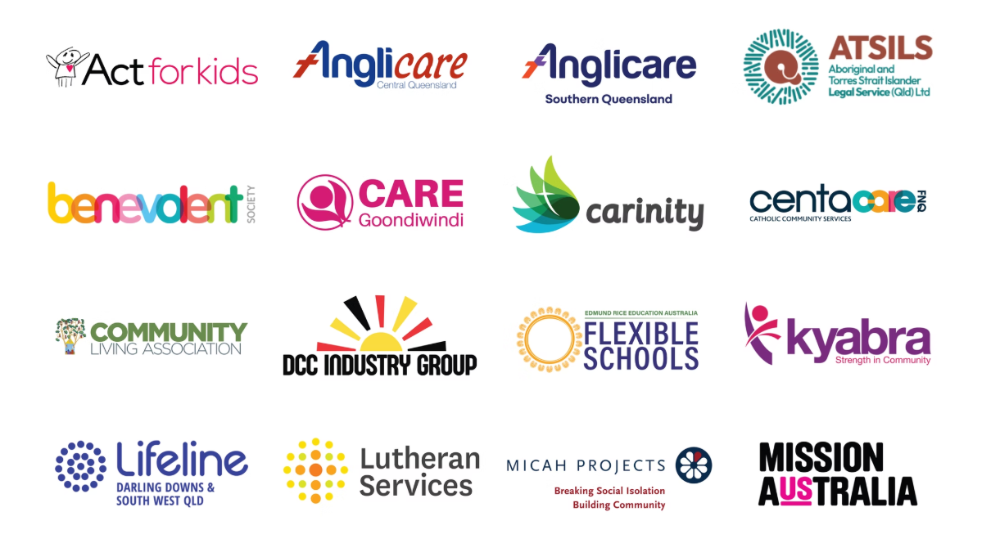 Act for kids
Anglicare
Central Queensland
Anglicare
Southern Queensland
ATSILS
Aboriginal and
Torres Strait Islander
Legal Service (Qld) Ltd
benevolent
SOCIETY
CARE
Goondiwindi
carinity
centacare
FNQ
CATHOLIC COMMUNITY SERVICES
COMMUNITY
LIVING ASSOCIATION
DCC INDUSTRY GROUP
EDMUND RICE EDUCATION AUSTRALIA
FLEXIBLE
SCHOOLS
kyabra
Strength in Community
Lifeline
DARLING DOWNS &
SOUTH WEST QLD
Lutheran
Services
MICAH PROJECTS
Breaking Social Isolation
Building Community
MISSION
AUSTRALIA